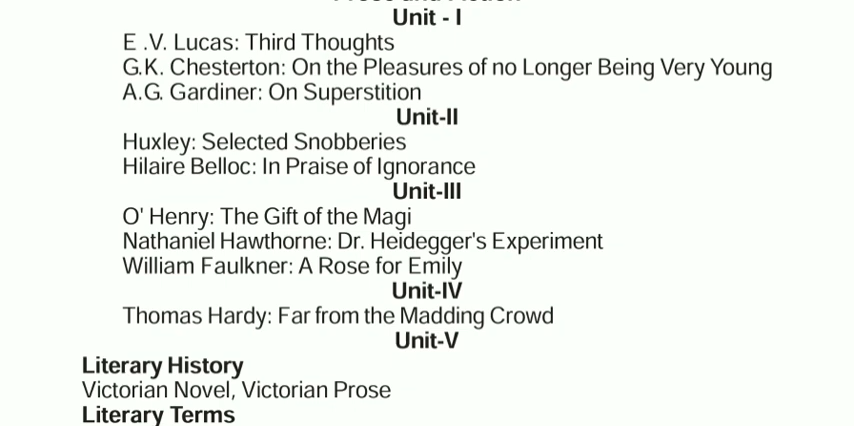 Unit - I
E .V. Lucas: Third Thoughts
G.K. Chesterton: On the Pleasures of no Longer Being Very Young
A.G. Gardiner: On Superstition
Unit-II
Huxley: Selected Snobberies
Hilaire Belloc: In Praise of Ignorance
Unit-III
O' Henry: The Gift of the Magi
Nathaniel Hawthorne: Dr. Heidegger's Experiment
William Faulkner: A Rose for Emily
Unit-IV
Thomas Hardy: Far from the Madding Crowd
Unit-V
Literary History
Victorian Novel, Victorian Prose
Literary Terms